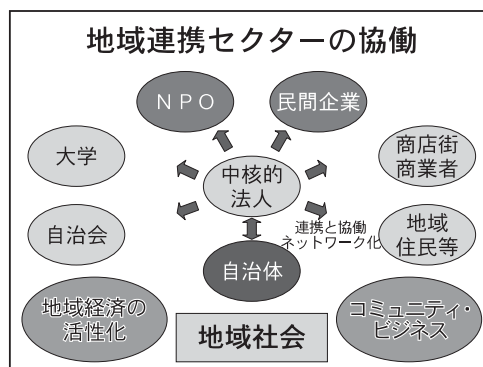 地域連携セクターの協働
ＮＰＯ
民間企業
大学
中核的
法人
商店街
商業者
自治会
連携と協働
ネットワーク化
地域
住民等
自治体
地域経済の
活性化
地域社会
コミュニティ・
ビジネス